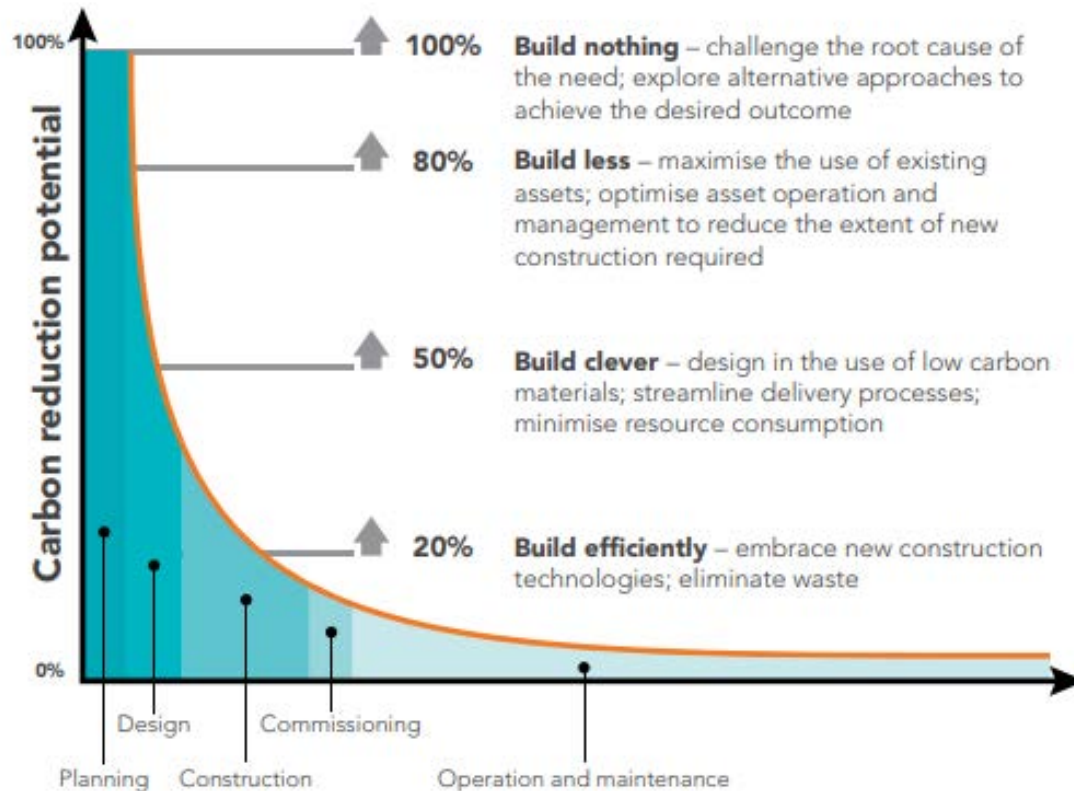 Carbon reduction potential
100%
100%
Build nothing – challenge the root cause of
the need; explore alternative approaches to
achieve the desired outcome
80%
Build less – maximise the use of existing
assets; optimise asset operation and
management to reduce the extent of new
construction required
50%
Build clever – design in the use of low carbon
materials; streamline delivery processes;
minimise resource consumption
20%
Build efficiently – embrace new construction
technologies; eliminate waste
0%
Design
Commissioning
Planning
Construction
Operation and maintenance